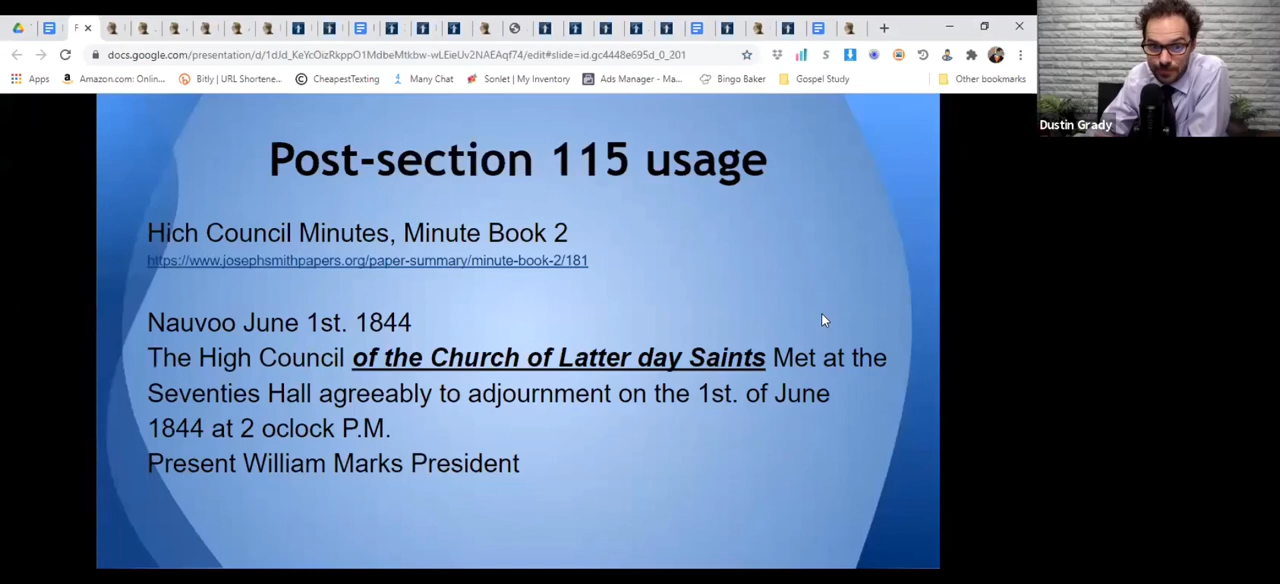 F
docs.google.com/presentation/d/1dJd_KeYcOizRkppO1MdbeMtkbw-wLEieUv2NVEAqf74/edit#slide=id.gc4448e695d_0_201
Apps Amazon.com: Onlin... Bitly | URL Shortene... CheapestTexting Many Chat Sonlet | My Inventory Ads Manager - Ma... Bingo Baker Gospel Study Other bookmarks
Dustin Grady
Post-section 115 usage
Hich Council Minutes, Minute Book 2
https://www.josephsmithpapers.org/paper-summary/minute-book-2/181
Nauvoo June 1st. 1844
The High Council of the Church of Latter day Saints Met at the
Seventies Hall agreeably to adjournment on the 1st. of June
1844 at 2 oclock P.M.
Present William Marks President